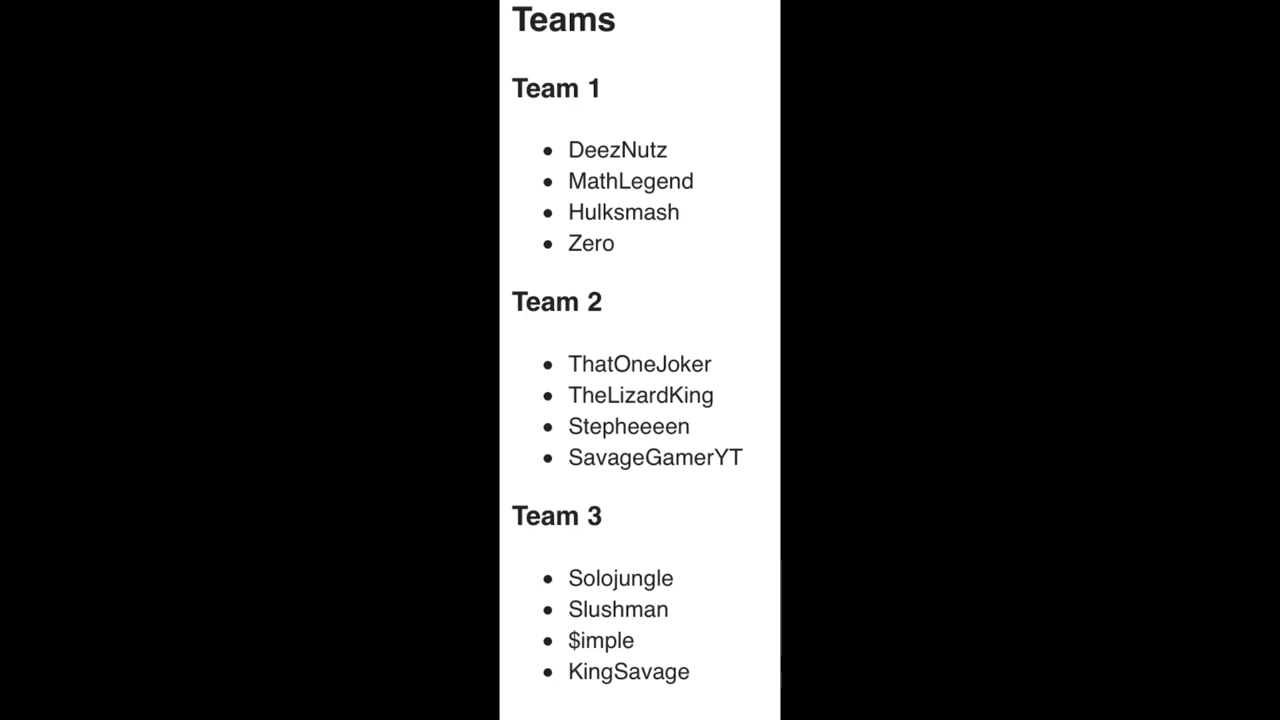 Teams
Team 1
DeezNutz
MathLegend
Hulksmash
Zero
Team 2
ThatOneJoker
TheLizardKing
Stepheeeen
SavageGamerYT
Team 3
Solojungle
Slushman
$imple
KingSavage